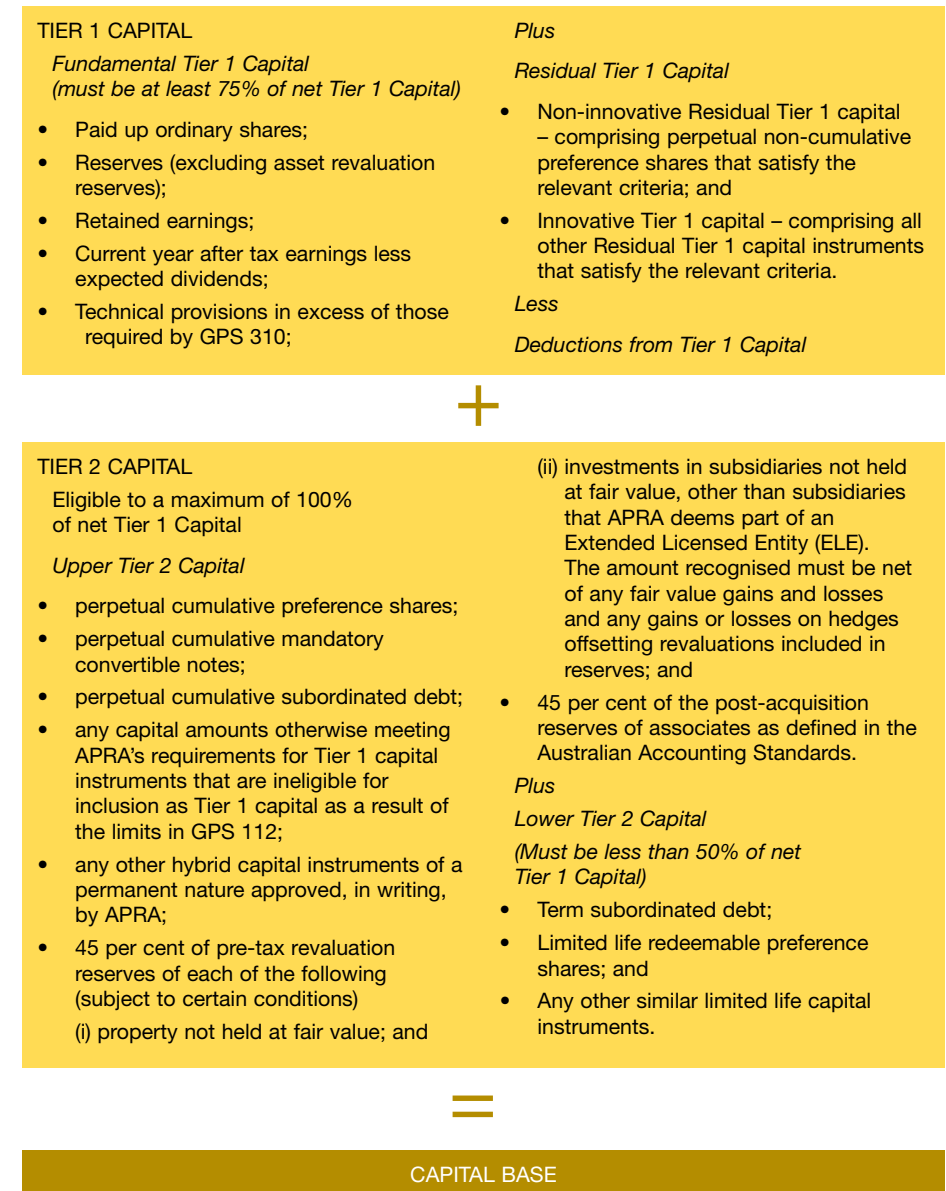 TIER 1 CAPITAL
Fundamental Tier 1 Capital
(must be at least 75% of net Tier 1 Capital)
• Paid up ordinary shares;
• Reserves (excluding asset revaluation
reserves);
• Retained earnings;
• Current year after tax earnings less
expected dividends;
• Technical provisions in excess of those
required by GPS 310;
Plus
Residual Tier 1 Capital
• Non-innovative Residual Tier 1 capital
– comprising perpetual non-cumulative
preference shares that satisfy the
relevant criteria; and
• Innovative Tier 1 capital – comprising all
other Residual Tier 1 capital instruments
that satisfy the relevant criteria.
Less
Deductions from Tier 1 Capital
+
TIER 2 CAPITAL
Eligible to a maximum of 100%
of net Tier 1 Capital
Upper Tier 2 Capital
• perpetual cumulative preference shares;
• perpetual cumulative mandatory
convertible notes;
• perpetual cumulative subordinated debt;
• any capital amounts otherwise meeting
APRA's requirements for Tier 1 capital
instruments that are ineligible for
inclusion as Tier 1 capital as a result of
the limits in GPS 112;
• any other hybrid capital instruments of a
permanent nature approved, in writing,
by APRA;
• 45 per cent of pre-tax revaluation
reserves of each of the following
(subject to certain conditions)
(i) property not held at fair value; and
(ii) investments in subsidiaries not held
at fair value, other than subsidiaries
that APRA deems part of an
Extended Licensed Entity (ELE).
The amount recognised must be net
of any fair value gains and losses
and any gains or losses on hedges
offsetting revaluations included in
reserves; and
• 45 per cent of the post-acquisition
reserves of associates as defined in the
Australian Accounting Standards.
Plus
Lower Tier 2 Capital
(Must be less than 50% of net
Tier 1 Capital)
• Term subordinated debt;
• Limited life redeemable preference
shares; and
• Any other similar limited life capital
instruments.
=
CAPITAL BASE